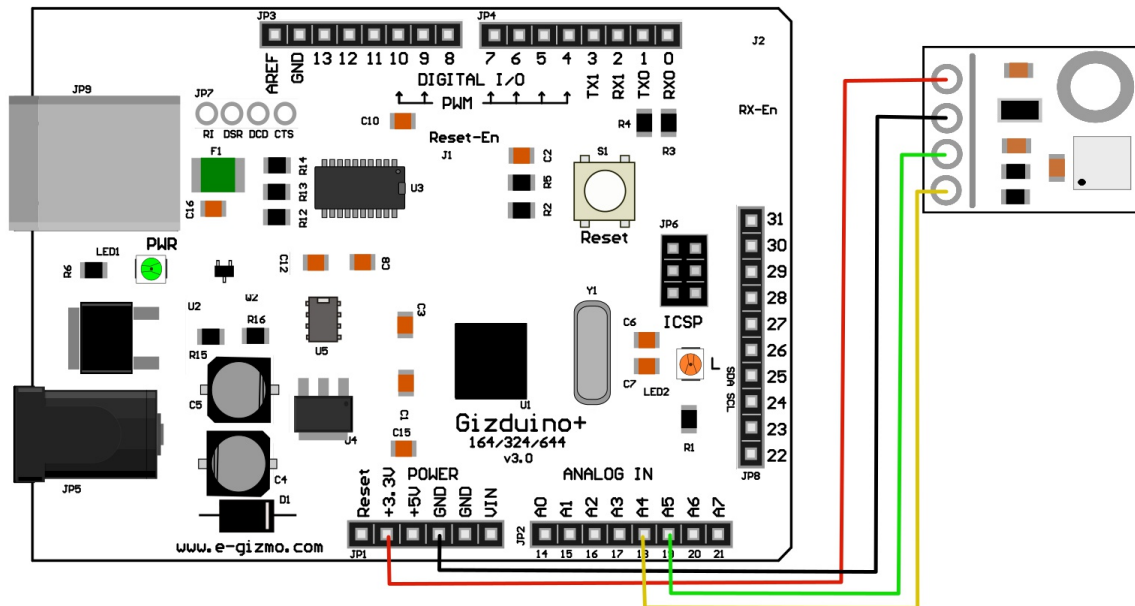 JP3
JP4
J2
AREF
GND
13
12
11
10
9
8
7
6
5
4
3
2
1
0
TX1
RX1
TX0
RX0
DIGITAL I/O
PWM
JP9
JP7
RI
DSR
DCD
CTS
F1
C16
R14
R13
R12
C10
Reset-En
J1
U3
C2
R5
R2
R4
R3
RX-En
S1
Reset
JP6
ICSP
31
30
29
28
27
26
25
24
23
22
SDA
SCL
JP8
PWR
LED1
R6
C12
C8
U2
R15
R16
U5
C3
C1
C15
C5
C4
U4
D1
JP5
Y1
C6
C7
LED2
L
R1
U1
Gizduino+
164/324/644
v3.0
POWER
ANALOG IN
Reset
+3.3V
+5V
GND
GND
VIN
A0
A1
A2
A3
A4
A5
A6
A7
JP1
JP2
14
15
16
17
18
19
20
21
www.e-gizmo.com